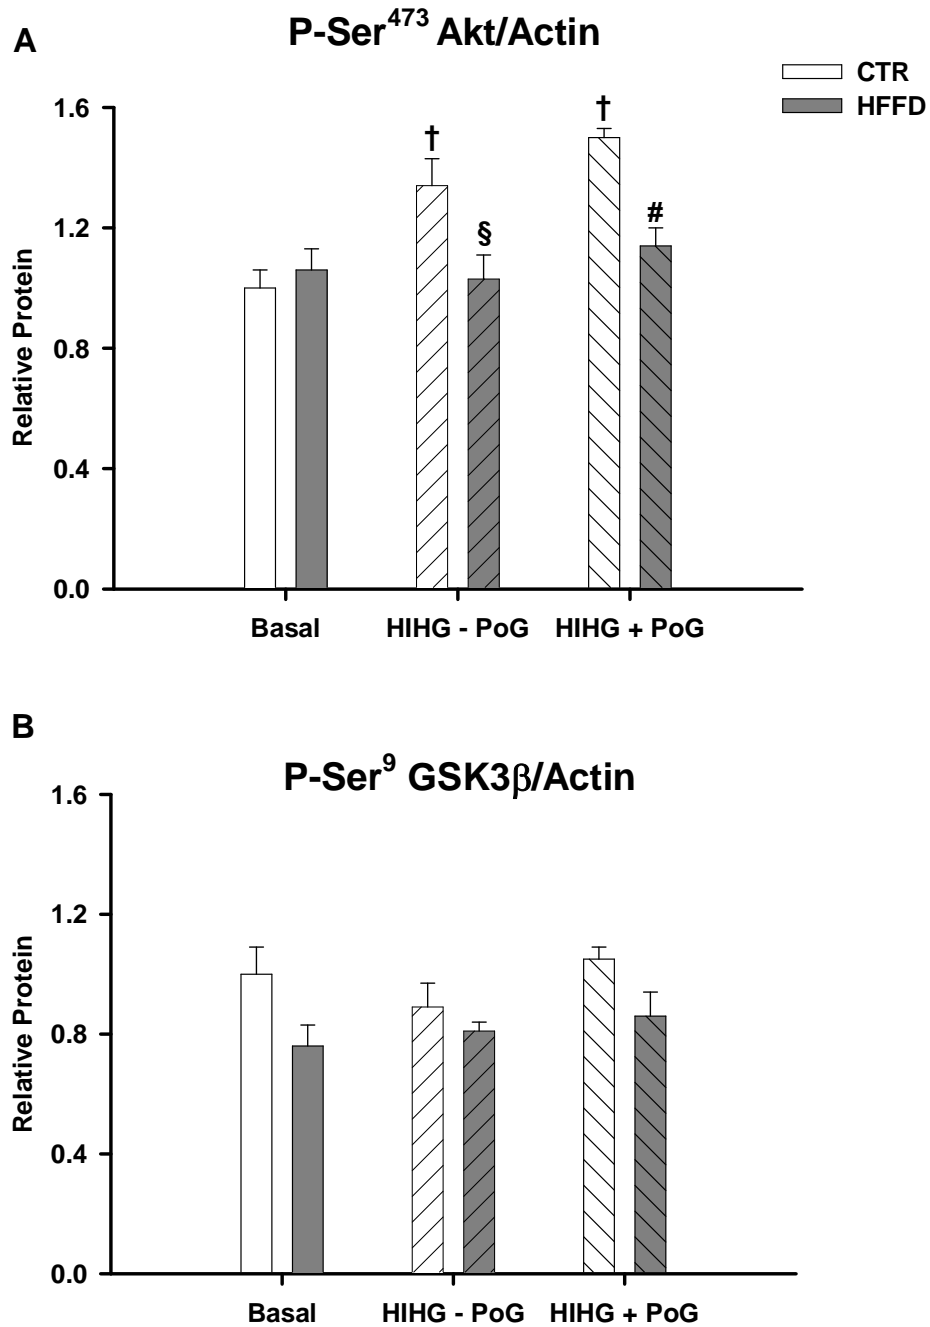 A
P-Ser⁴⁷³ Akt/Actin
CTR
HFFD
1.6
1.2
0.8
0.4
0.0
Relative Protein
†
§
†
#
Basal
HIHG - PoG
HIHG + PoG
B
P-Ser⁹ GSK3β/Actin
1.6
1.2
0.8
0.4
0.0
Relative Protein
Basal
HIHG - PoG
HIHG + PoG